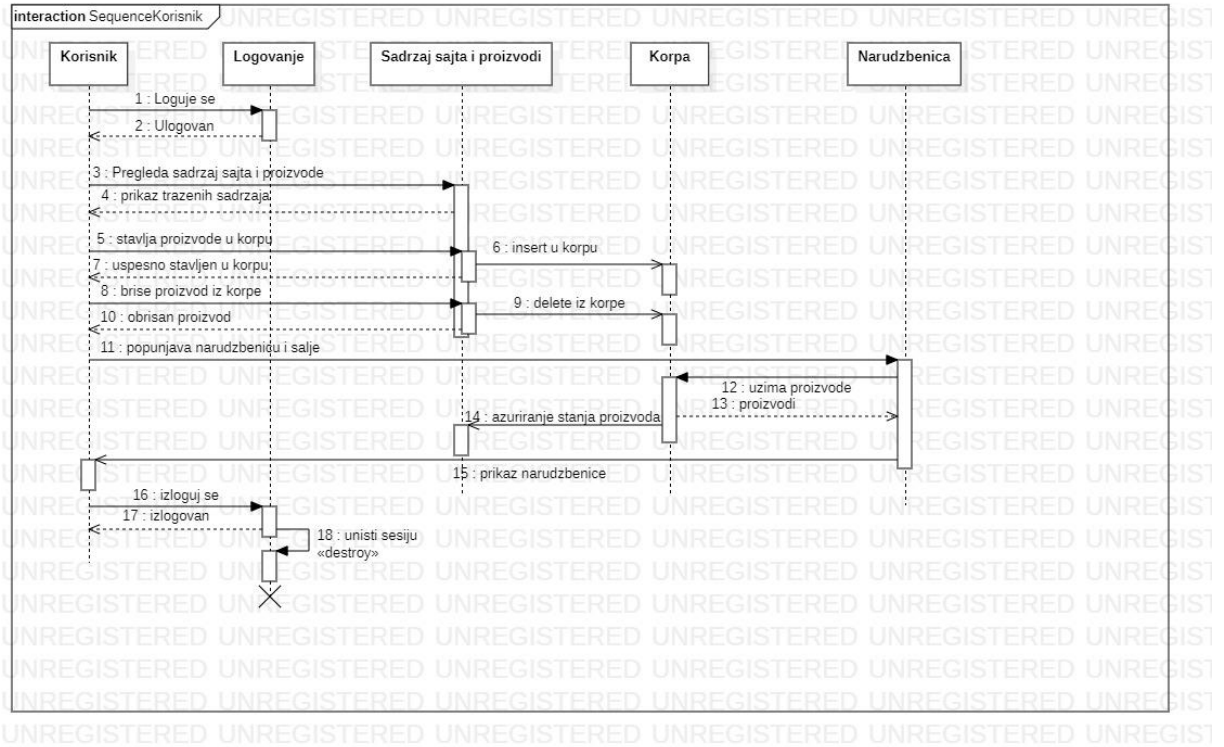 interaction SequenceKorisnik
Korisnik
Logovanje
Sadrzaj sajta i proizvodi
Korpa
Narudzbenica
1 : Loguje se
2 : Ulogovan
3 : Pregleda sadrzaj sajta i proizvode
4 : prikaz trazenih sadrzaja
5 : stavlja proizvode u korpu
6 : insert u korpu
7 : uspesno stavljen u korpu
8 : brise proizvod iz korpe
9 : delete iz korpe
10 : obrisan proizvod
11 : popunjava narudzbenicu i salje
12 : uzima proizvode
13 : proizvodi
14 : azuriranje stanja proizvoda
15 : prikaz narudzbenice
16 : izloguj se
17 : izlogovan
18 : unisti sesiju
«destroy»
UNREGISTERED